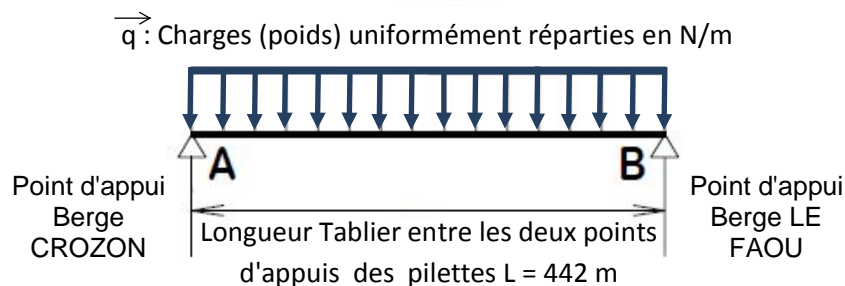 q : Charges (poids) uniformément réparties en N/m
A
B
Point d'appui
Berge
CROZON
Point d'appui
Berge LE
FAOU
Longueur Tablier entre les deux points
d'appuis des pilettes L = 442 m